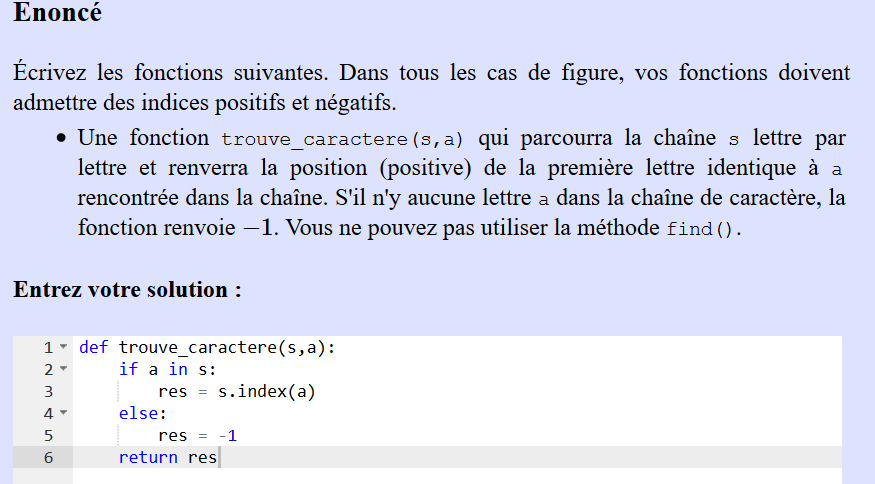 Enoncé
Écrivez les fonctions suivantes. Dans tous les cas de figure, vos fonctions doivent
admettre des indices positifs et négatifs.
• Une fonction trouve_caractere(s,a) qui parcourra la chaîne s lettre par
lettre et renverra la position (positive) de la première lettre identique à a
rencontrée dans la chaîne. S'il n'y aucune lettre a dans la chaîne de caractère, la
fonction renvoie −1. Vous ne pouvez pas utiliser la méthode find().
Entrez votre solution :
1 def trouve_caractere(s,a):
2     if a in s:
3         res = s.index(a)
4     else:
5         res = -1
6     return res